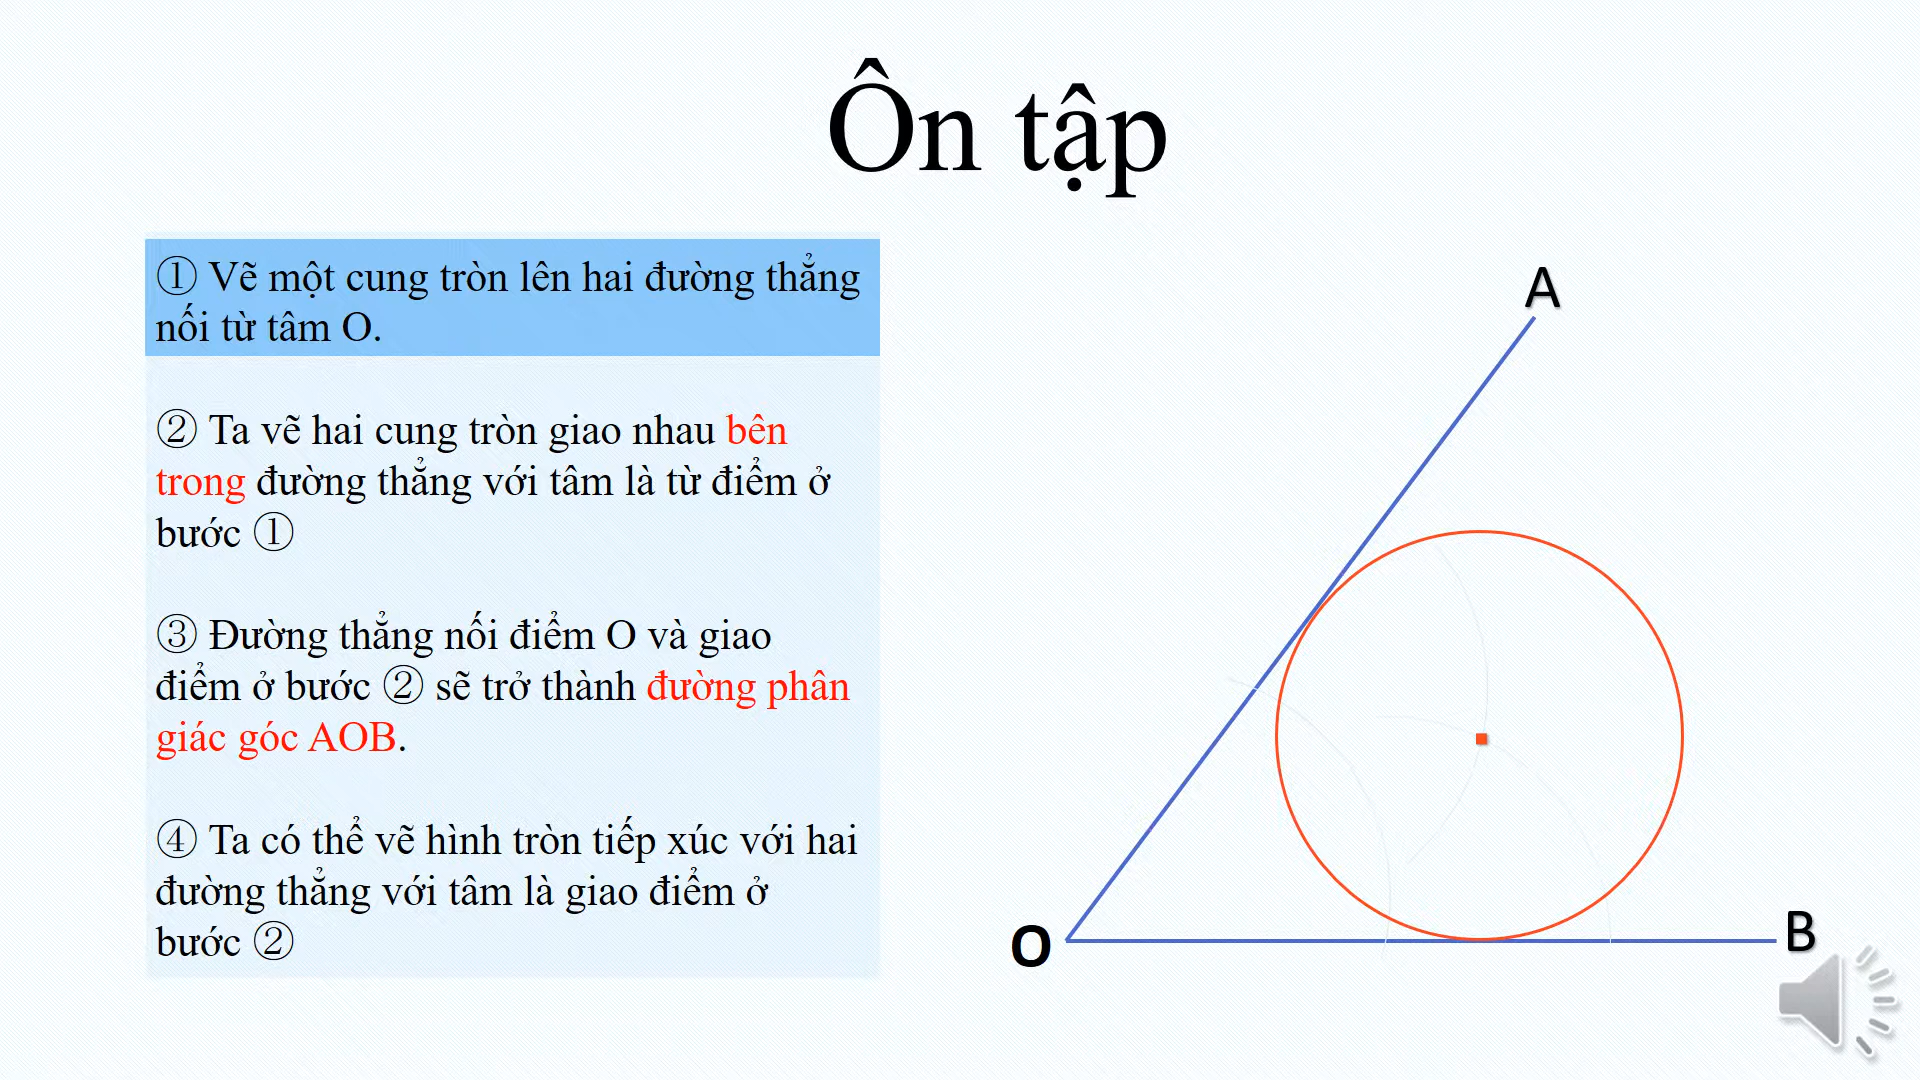 Ôn tập
① Vẽ một cung tròn lên hai đường thẳng
nối từ tâm O.
② Ta vẽ hai cung tròn giao nhau bên
trong đường thẳng với tâm là từ điểm ở
bước ①
③ Đường thẳng nối điểm O và giao
điểm ở bước ② sẽ trở thành đường phân
giác góc AOB.
④ Ta có thể vẽ hình tròn tiếp xúc với hai
đường thẳng với tâm là giao điểm ở
bước ②
A
O
B